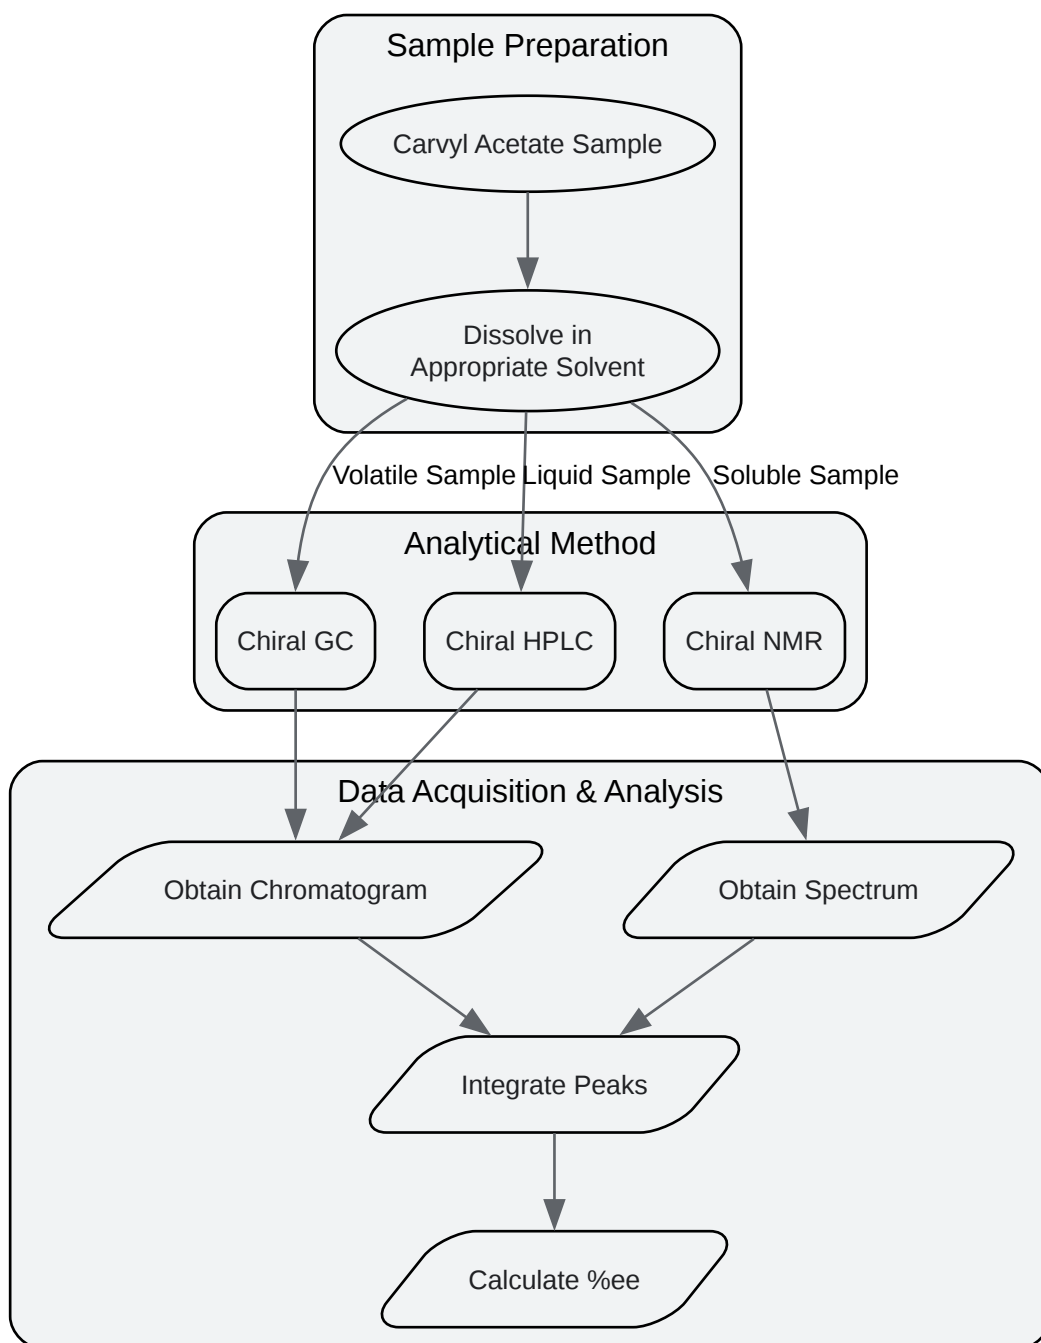 Sample Preparation
Carvyl Acetate Sample
Dissolve in
Appropriate Solvent
Volatile Sample
Liquid Sample
Soluble Sample
Analytical Method
Chiral GC
Chiral HPLC
Chiral NMR
Data Acquisition & Analysis
Obtain Chromatogram
Obtain Spectrum
Integrate Peaks
Calculate %ee